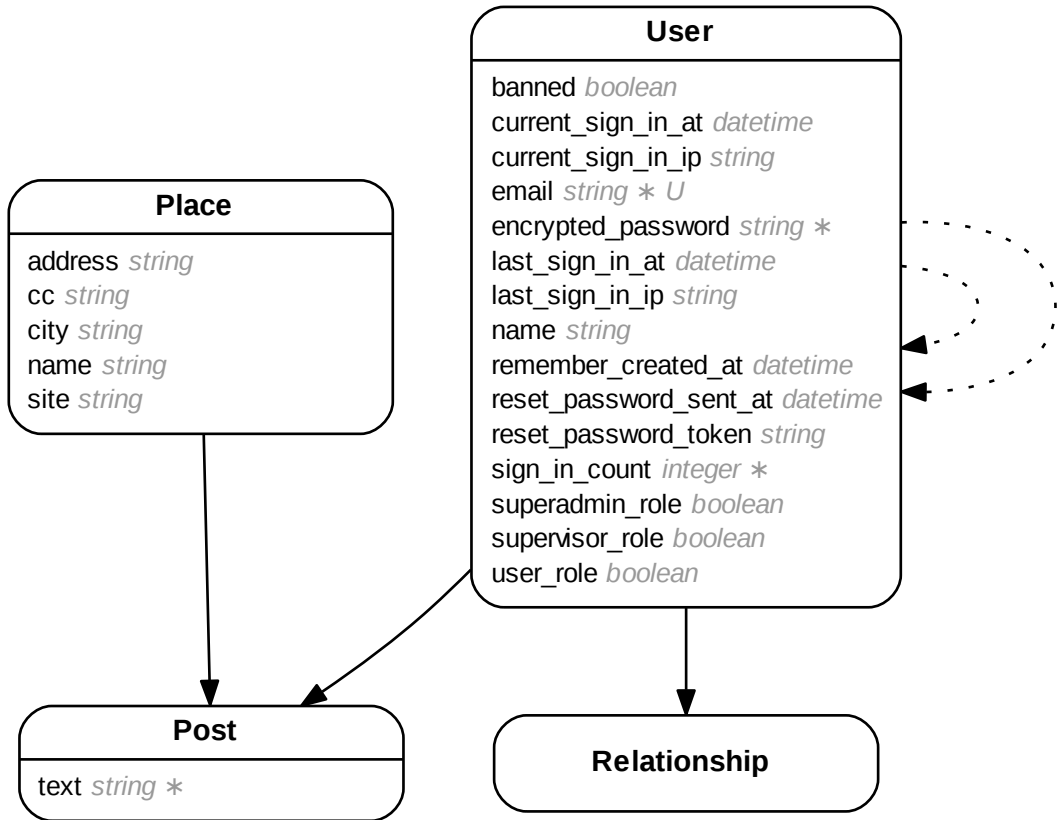 User
banned boolean
current_sign_in_at datetime
current_sign_in_ip string
email string ∗ U
encrypted_password string ∗
last_sign_in_at datetime
last_sign_in_ip string
name string
remember_created_at datetime
reset_password_sent_at datetime
reset_password_token string
sign_in_count integer ∗
superadmin_role boolean
supervisor_role boolean
user_role boolean
Place
address string
cc string
city string
name string
site string
Post
text string ∗
Relationship